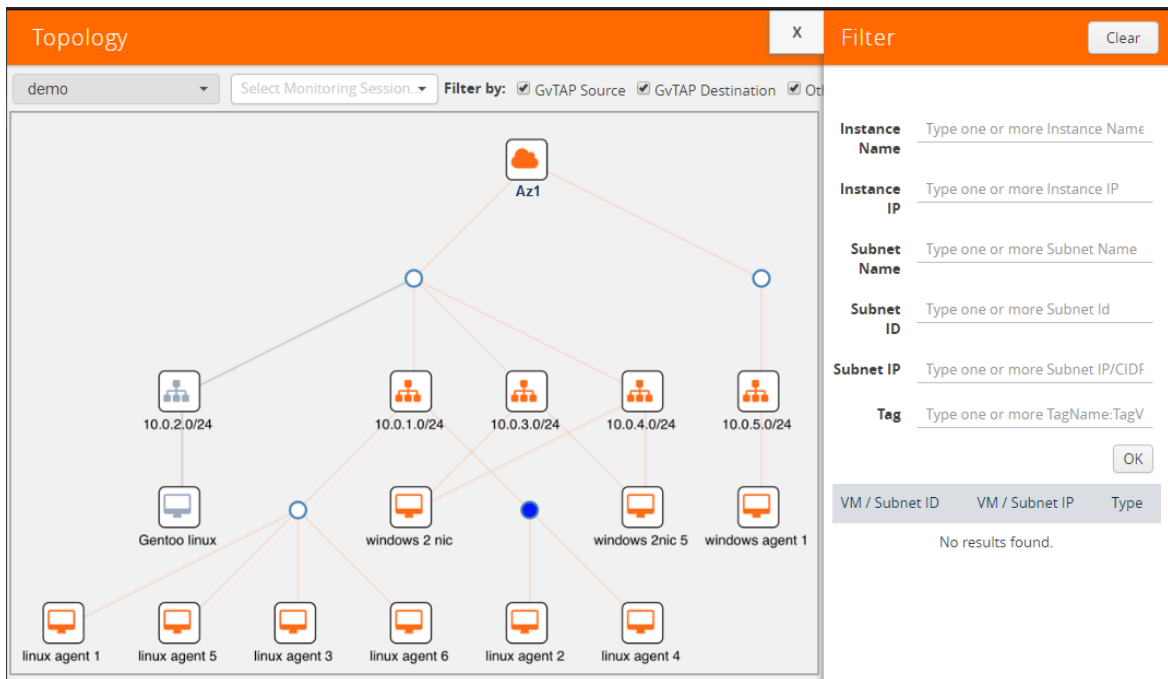 Topology
X
Filter
Clear
demo
Select Monitoring Session..
Filter by: GvTAP Source GvTAP Destination
Az1
10.0.2.0/24
10.0.1.0/24
10.0.3.0/24
10.0.4.0/24
10.0.5.0/24
Gentoo linux
windows 2 nic
windows 2nic 5
windows agent 1
linux agent 1
linux agent 5
linux agent 3
linux agent 6
linux agent 2
linux agent 4
Instance
Name
Type one or more Instance Name
Instance
IP
Type one or more Instance IP
Subnet
Name
Type one or more Subnet Name
Subnet
ID
Type one or more Subnet Id
Subnet IP
Type one or more Subnet IP/CIDR
Tag
Type one or more TagName:TagV
OK
VM / Subnet ID VM / Subnet IP Type
No results found.